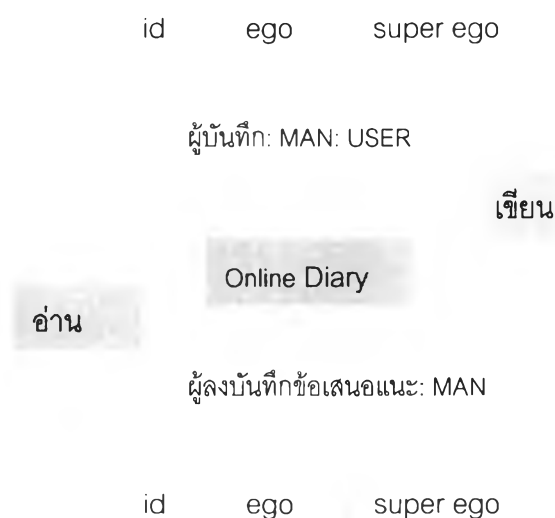 id ego super ego
ผู้บันทึก: MAN: USER
เขียน
Online Diary
อ่าน
ผู้ลงบันทึกข้อเสนอแนะ: MAN
id ego super ego